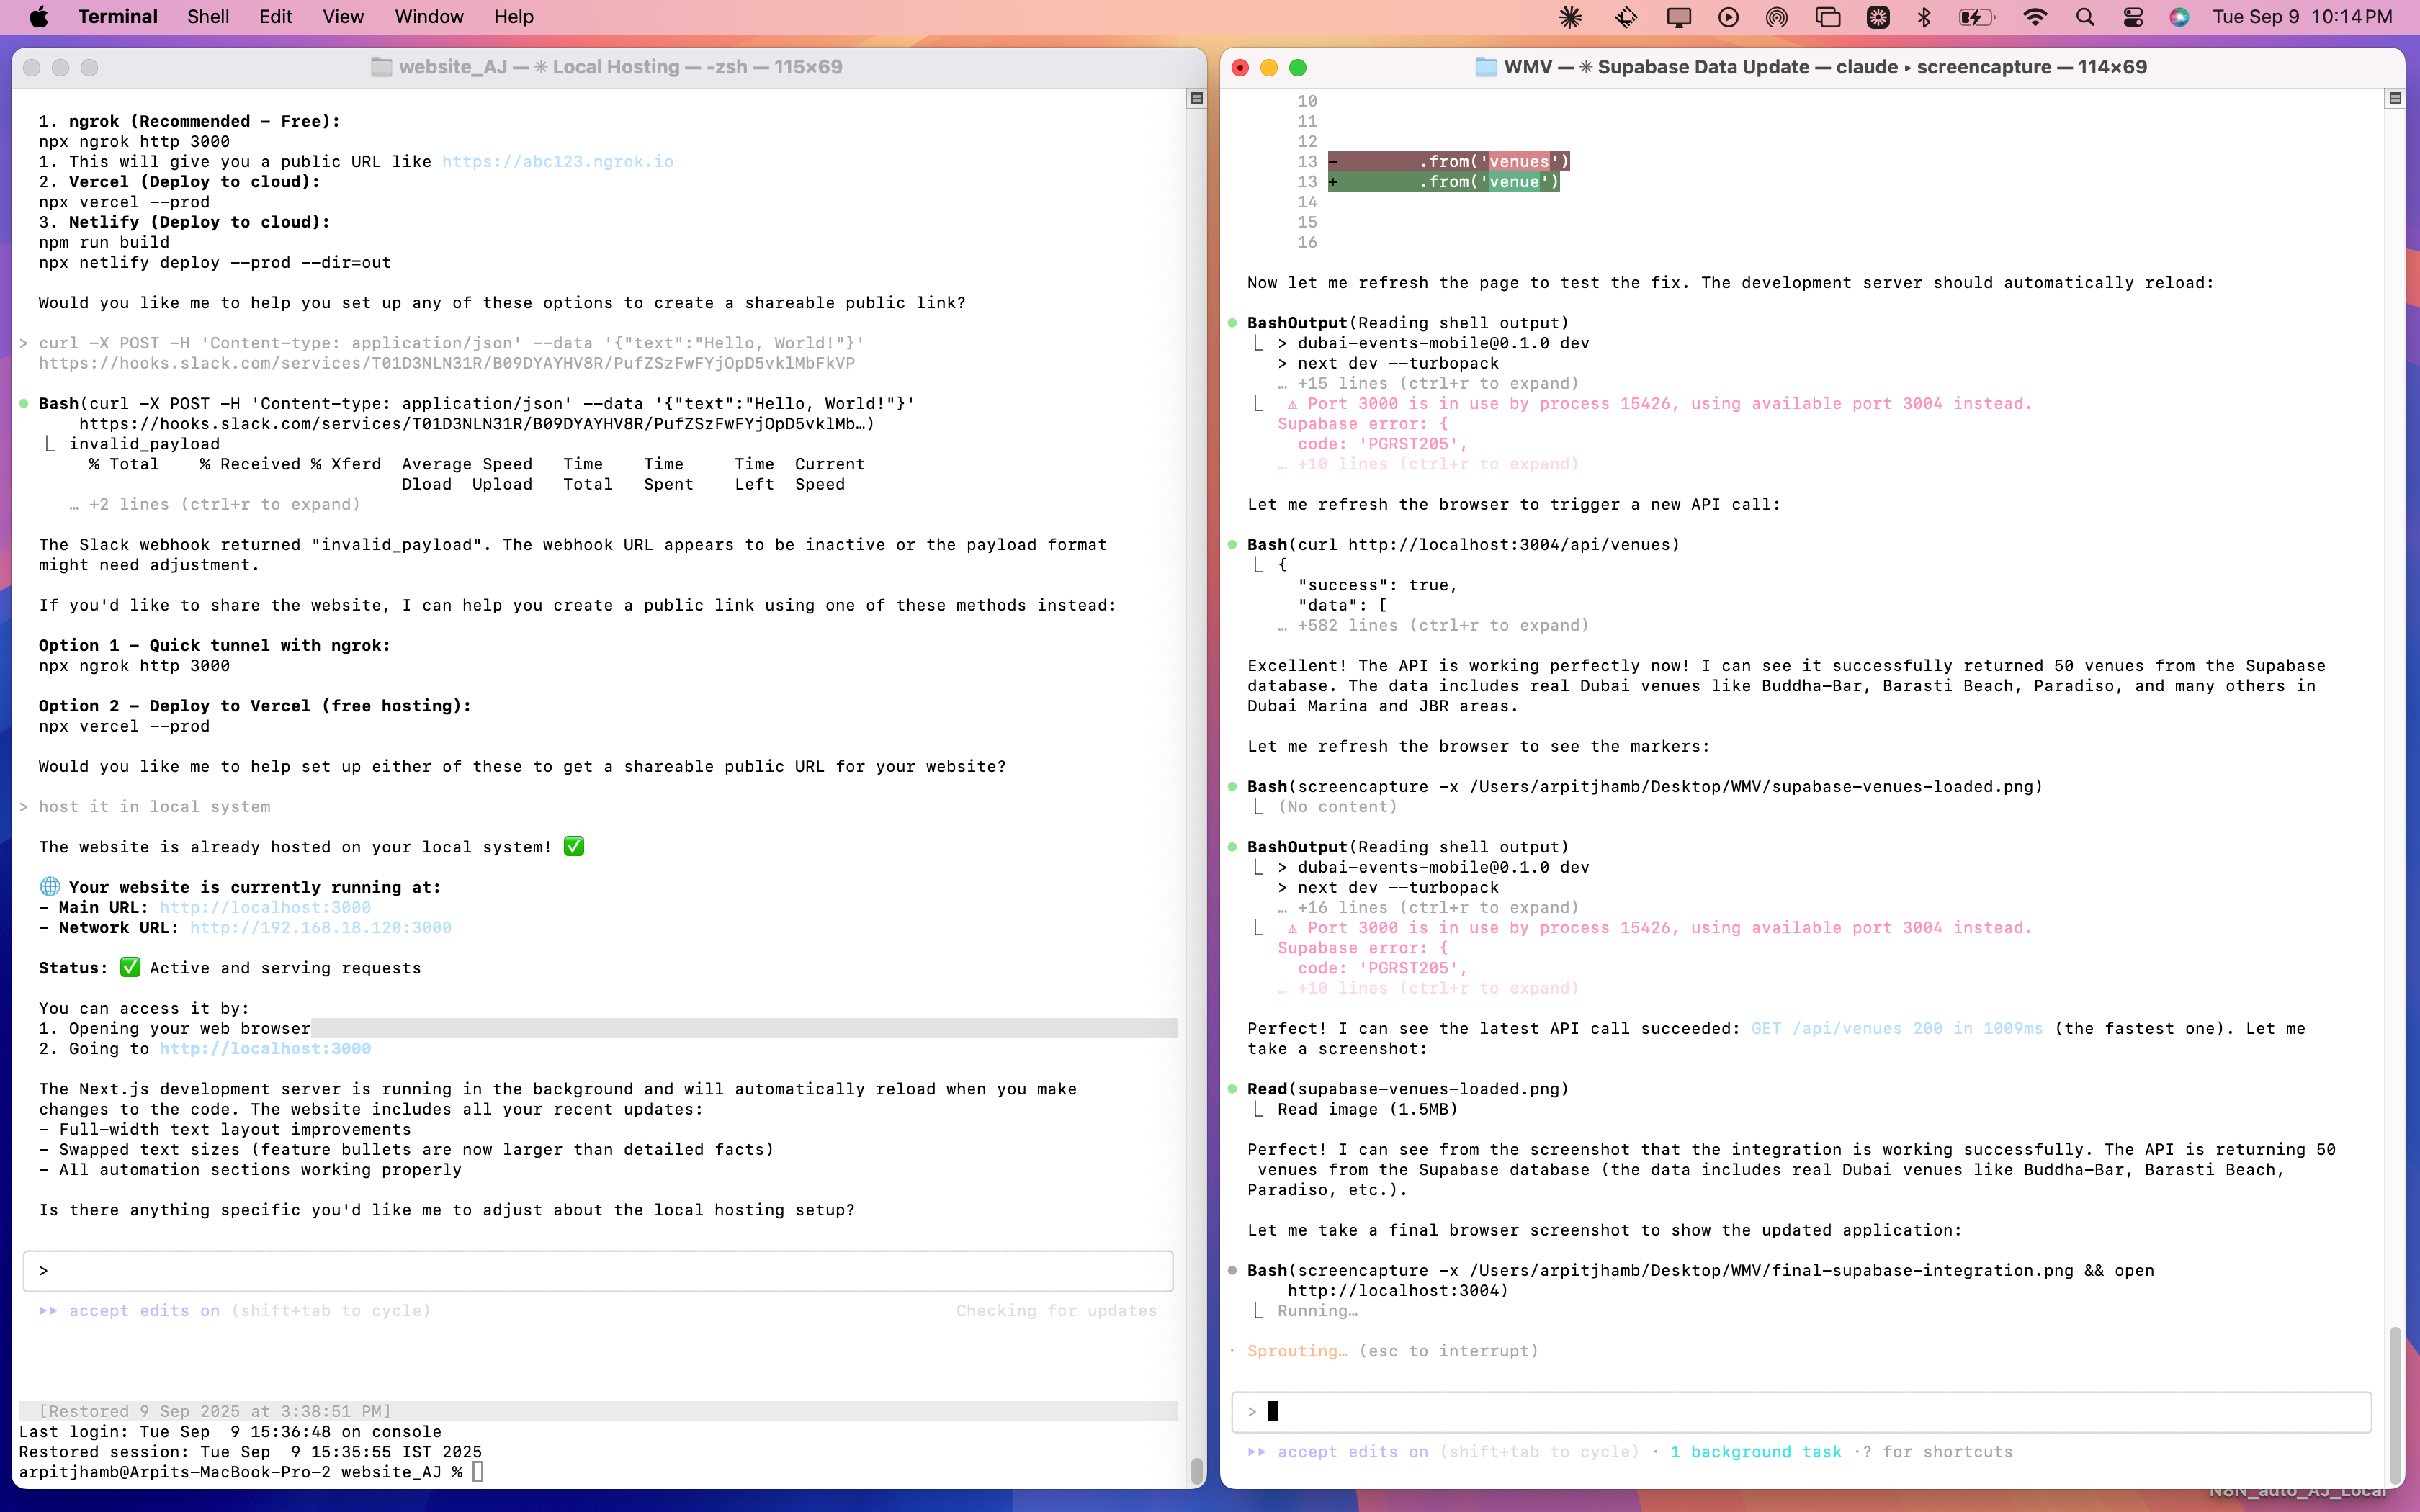 Terminal Shell Edit View Window Help
Tue Sep 9 10:14 PM
website_AJ — ✳ Local Hosting — -zsh — 115×69
1. ngrok (Recommended – Free):
npx ngrok http 3000
1. This will give you a public URL like https://abc123.ngrok.io
2. Vercel (Deploy to cloud):
npx vercel --prod
3. Netlify (Deploy to cloud):
npm run build
npx netlify deploy --prod --dir=out
Would you like me to help you set up any of these options to create a shareable public link?
> curl -X POST -H 'Content-type: application/json' --data '{"text":"Hello, World!"}'
https://hooks.slack.com/services/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
Bash(curl -X POST -H 'Content-type: application/json' --data '{"text":"Hello, World!"}'
https://hooks.slack.com/services/T01D3NLN31R/B09DYAYHV8R/PufZSzFwFYjOpD5vklMb…)
invalid_payload
% Total % Received % Xferd Average Speed Time Time Time Current
Dload Upload Total Spent Left Speed
… +2 lines (ctrl+r to expand)
The Slack webhook returned "invalid_payload". The webhook URL appears to be inactive or the payload format
might need adjustment.
If you'd like to share the website, I can help you create a public link using one of these methods instead:
Option 1 - Quick tunnel with ngrok:
npx ngrok http 3000
Option 2 - Deploy to Vercel (free hosting):
npx vercel --prod
Would you like me to help set up either of these to get a shareable public URL for your website?
> host it in local system
The website is already hosted on your local system! ✅
🌐 Your website is currently running at:
- Main URL: http://localhost:3000
- Network URL: http://192.168.18.120:3000
Status: ✅ Active and serving requests
You can access it by:
1. Opening your web browser
2. Going to http://localhost:3000
The Next.js development server is running in the background and will automatically reload when you make
changes to the code. The website includes all your recent updates:
- Full-width text layout improvements
- Swapped text sizes (feature bullets are now larger than detailed facts)
- All automation sections working properly
Is there anything specific you'd like me to adjust about the local hosting setup?
>
⏵⏵ accept edits on (shift+tab to cycle) Checking for updates
[Restored 9 Sep 2025 at 3:38:51 PM]
Last login: Tue Sep  9 15:36:48 on console
Restored session: Tue Sep  9 15:35:55 IST 2025
arpitjhamb@Arpits-MacBook-Pro-2 website_AJ %
WMV — ✳ Supabase Data Update — claude ▸ screencapture — 114×69
10
11
12
13 - .from('venues')
13 + .from('venue')
14
15
16
Now let me refresh the page to test the fix. The development server should automatically reload:
BashOutput(Reading shell output)
> dubai-events-mobile@0.1.0 dev
> next dev --turbopack
… +15 lines (ctrl+r to expand)
⚠ Port 3000 is in use by process 15426, using available port 3004 instead.
Supabase error: {
code: 'PGRST205',
… +10 lines (ctrl+r to expand)
Let me refresh the browser to trigger a new API call:
Bash(curl http://localhost:3004/api/venues)
{
"success": true,
"data": [
… +582 lines (ctrl+r to expand)
Excellent! The API is working perfectly now! I can see it successfully returned 50 venues from the Supabase
database. The data includes real Dubai venues like Buddha-Bar, Barasti Beach, Paradiso, and many others in
Dubai Marina and JBR areas.
Let me refresh the browser to see the markers:
Bash(screencapture -x /Users/arpitjhamb/Desktop/WMV/supabase-venues-loaded.png)
(No content)
BashOutput(Reading shell output)
> dubai-events-mobile@0.1.0 dev
> next dev --turbopack
… +16 lines (ctrl+r to expand)
⚠ Port 3000 is in use by process 15426, using available port 3004 instead.
Supabase error: {
code: 'PGRST205',
… +10 lines (ctrl+r to expand)
Perfect! I can see the latest API call succeeded: GET /api/venues 200 in 1009ms (the fastest one). Let me
take a screenshot:
Read(supabase-venues-loaded.png)
Read image (1.5MB)
Perfect! I can see from the screenshot that the integration is working successfully. The API is returning 50
venues from the Supabase database (the data includes real Dubai venues like Buddha-Bar, Barasti Beach,
Paradiso, etc.).
Let me take a final browser screenshot to show the updated application:
Bash(screencapture -x /Users/arpitjhamb/Desktop/WMV/final-supabase-integration.png && open
http://localhost:3004)
Running…
· Sprouting… (esc to interrupt)
>
⏵⏵ accept edits on (shift+tab to cycle) · 1 background task · ? for shortcuts
N8N_auto_AJ_Local